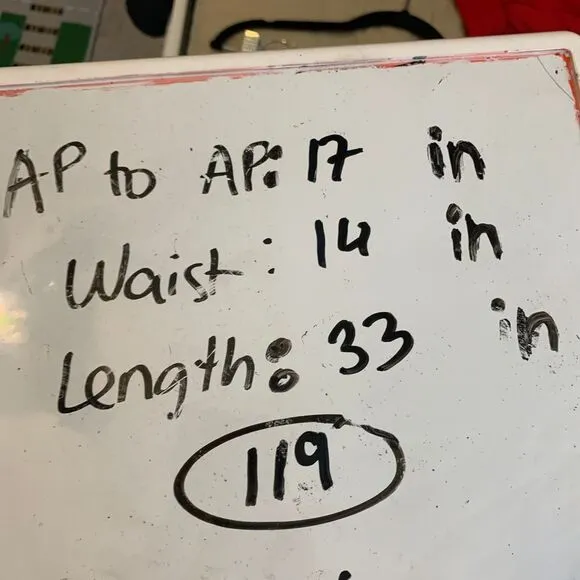 AP to AP: 17 in
Waist: 14 in
Length: 33 in
119